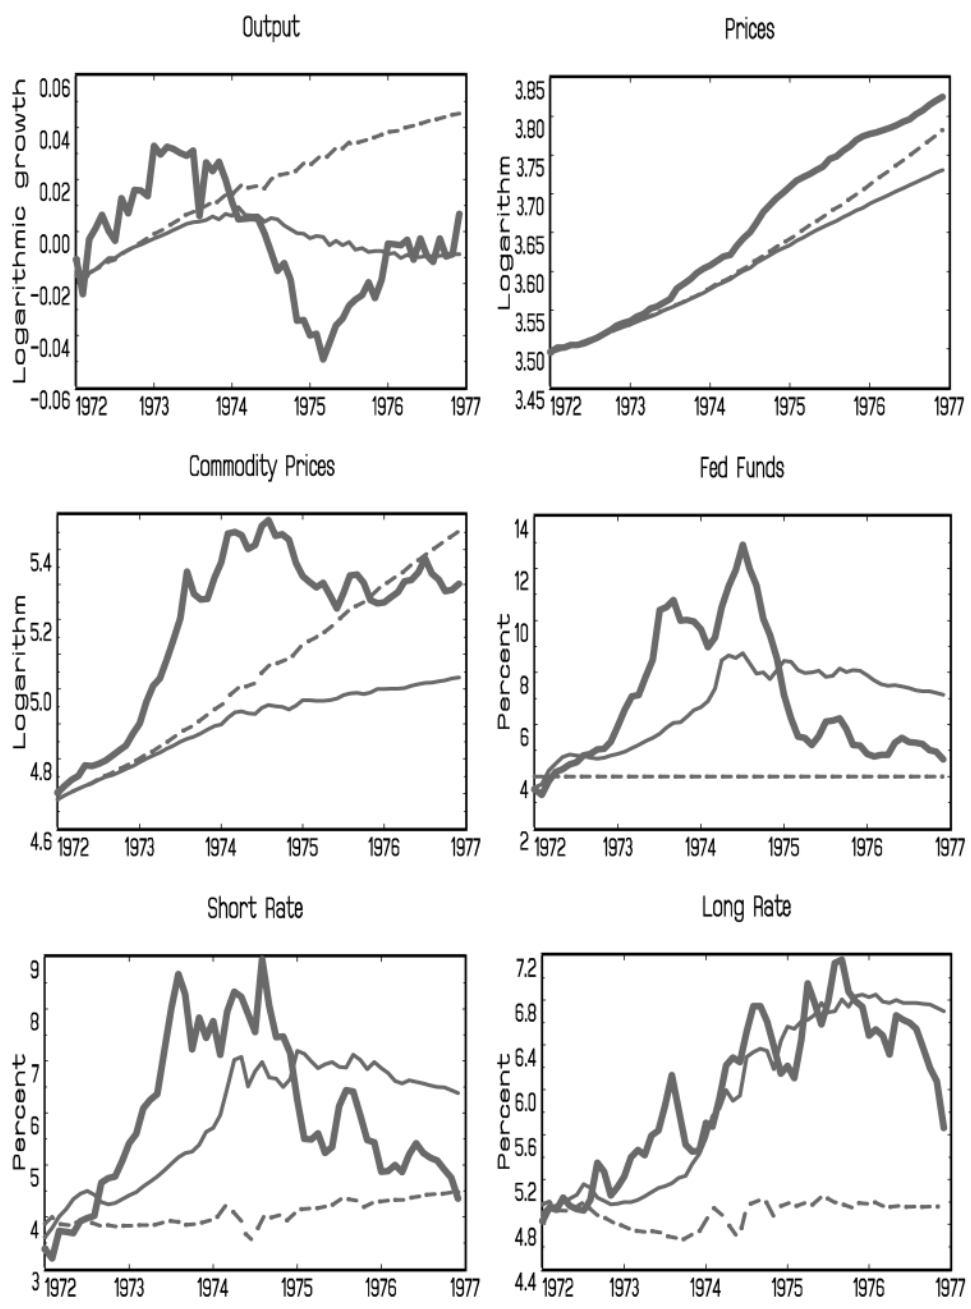 Output
Logarithmic growth
0.06
0.04
0.02
0.00
−0.02
−0.04
−0.06
1972 1973 1974 1975 1976 1977
Prices
Logarithm
3.85
3.80
3.75
3.70
3.65
3.60
3.55
3.50
3.45
1972 1973 1974 1975 1976 1977
Commodity Prices
Logarithm
5.4
5.2
5.0
4.8
4.6
1972 1973 1974 1975 1976 1977
Fed Funds
Percent
14
12
10
8
6
4
2
1972 1973 1974 1975 1976 1977
Short Rate
Percent
9
8
7
6
5
4
3
1972 1973 1974 1975 1976 1977
Long Rate
Percent
7.2
6.8
6.4
6.0
5.6
5.2
4.8
4.4
1972 1973 1974 1975 1976 1977